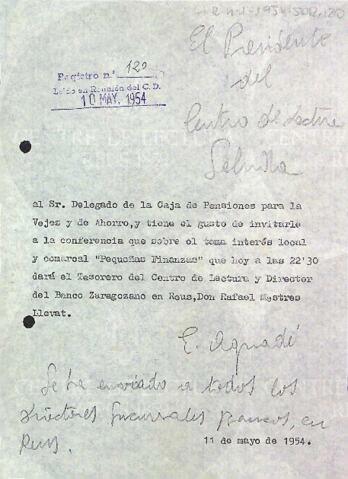 El Presidente
del
Centro de Lectura
Saluda
Registro n.º 120
Leído en Reunión del C.D.
10 MAY. 1954
al Sr. Delegado de la Caja de Pensiones para la
Vejez y de Ahorro,y tiene el gusto de invitarle
a la conferencia que sobre el tema interés local
y comarcal "Pequeñas Finanzas" que hoy a las 22'30
dará el Tesorero del Centro de Lectura y Director
del Banco Zaragozano en Reus,Don Rafael Mestres
Llevat.
E. Aguadé
Se ha enviado a todos los
directores sucursales bancos, en
Reus.
11 de mayo de 1954.